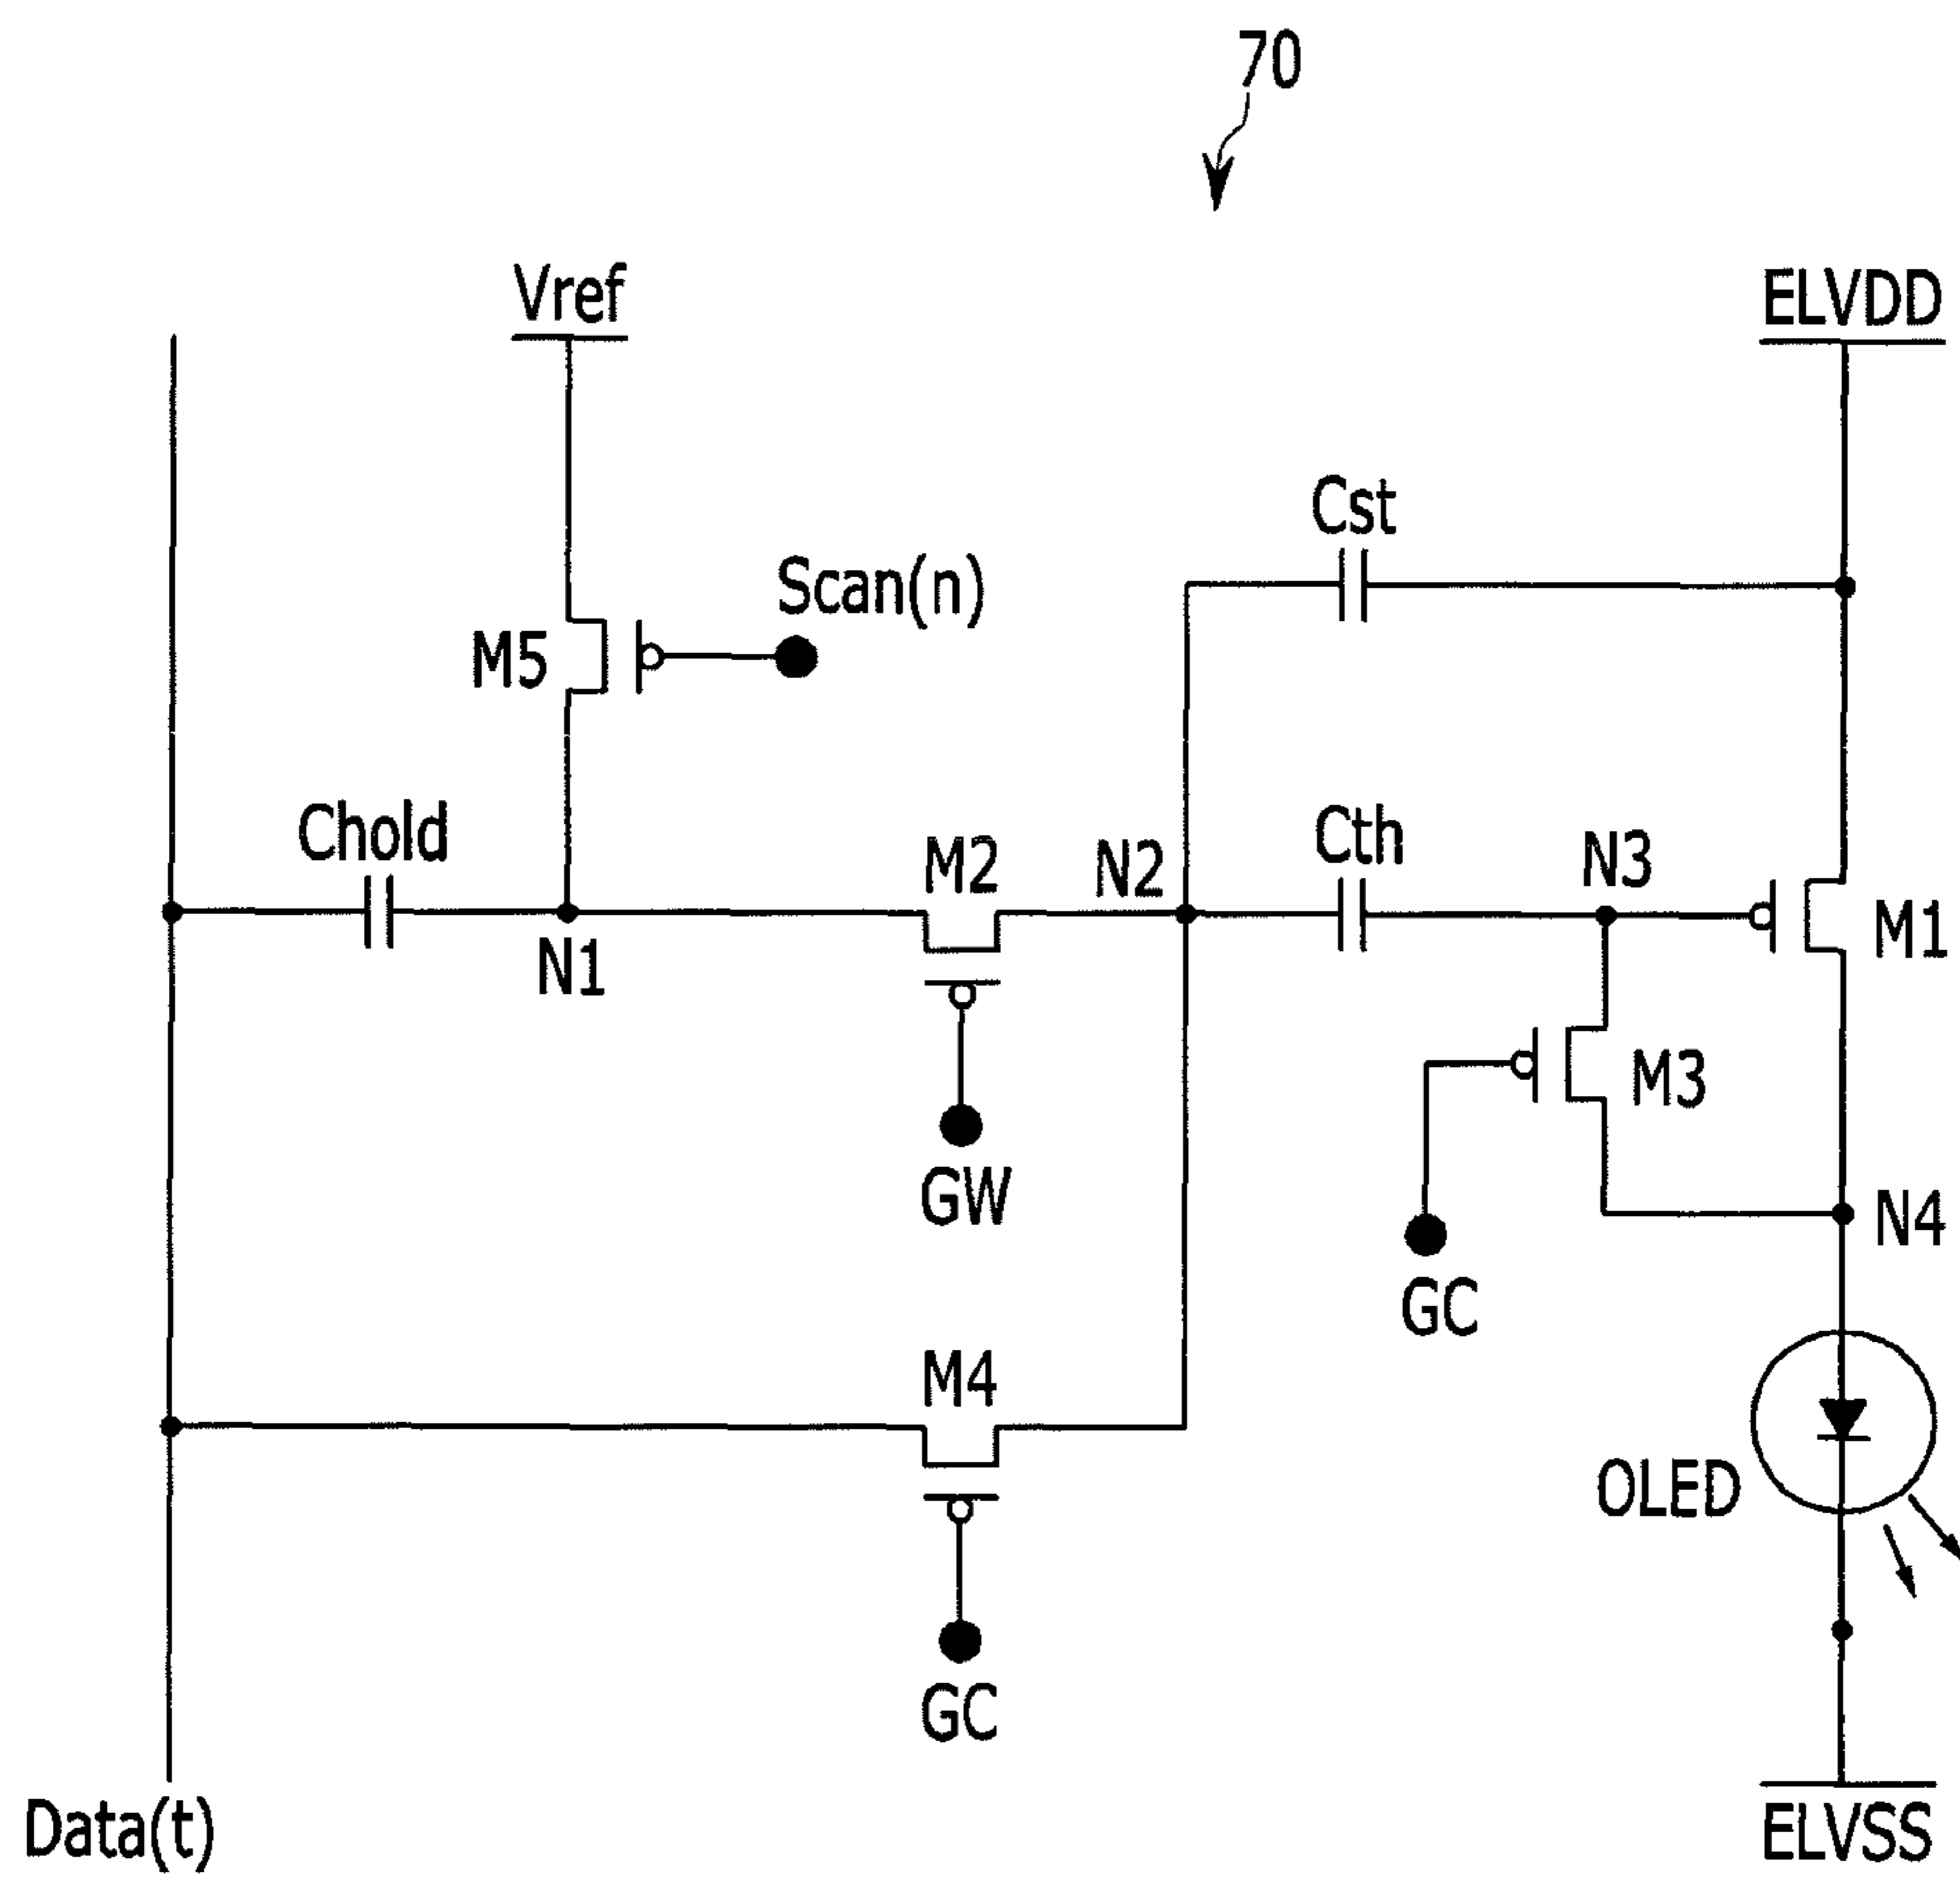 70
Vref
ELVDD
Cst
Scan(n)
M5
Chold
M2
N2
Cth
N3
M1
N1
M3
GW
N4
GC
M4
OLED
GC
Data(t)
ELVSS